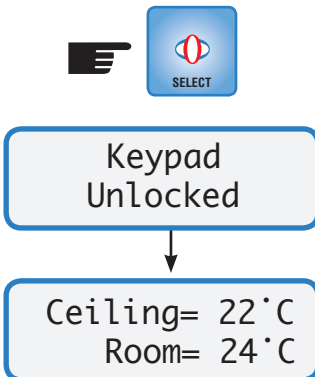 SELECT
Keypad
Unlocked
Ceiling= 22˚C
Room= 24˚C